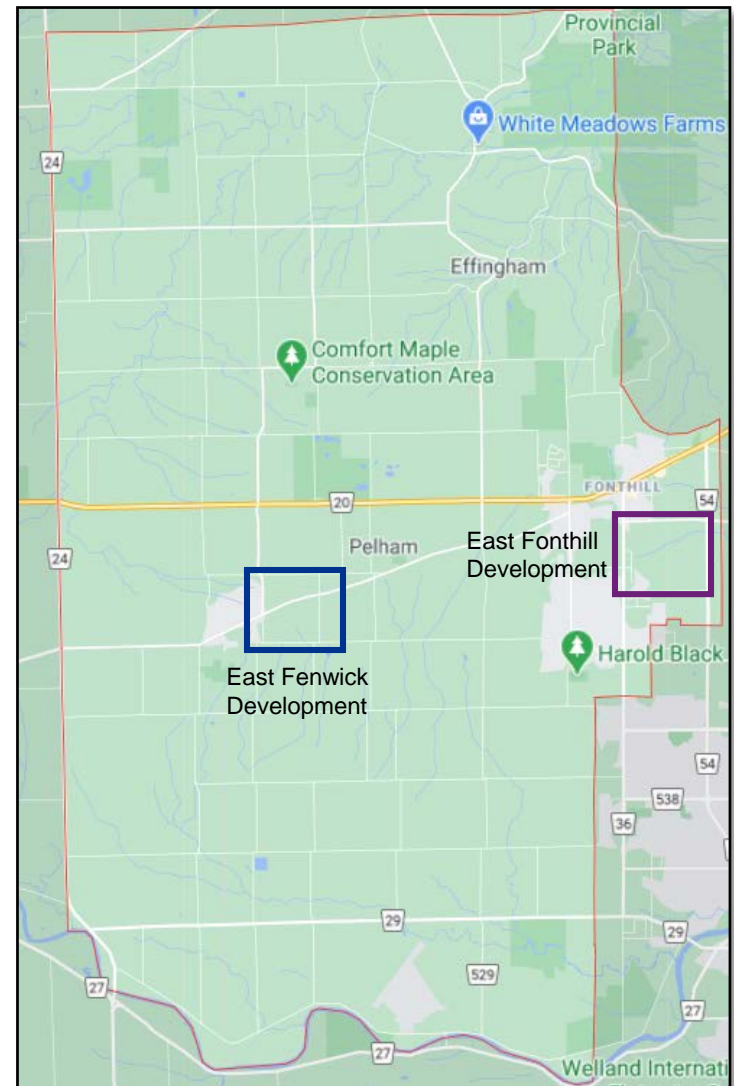 Provincial
Park
White Meadows Farms
24
Effingham
Comfort Maple
Conservation Area
FONTHILL
20
54
East Fonthill
Development
Pelham
24
Harold Black
East Fenwick
Development
54
538
36
29
29
529
27
27
27
Welland Internati